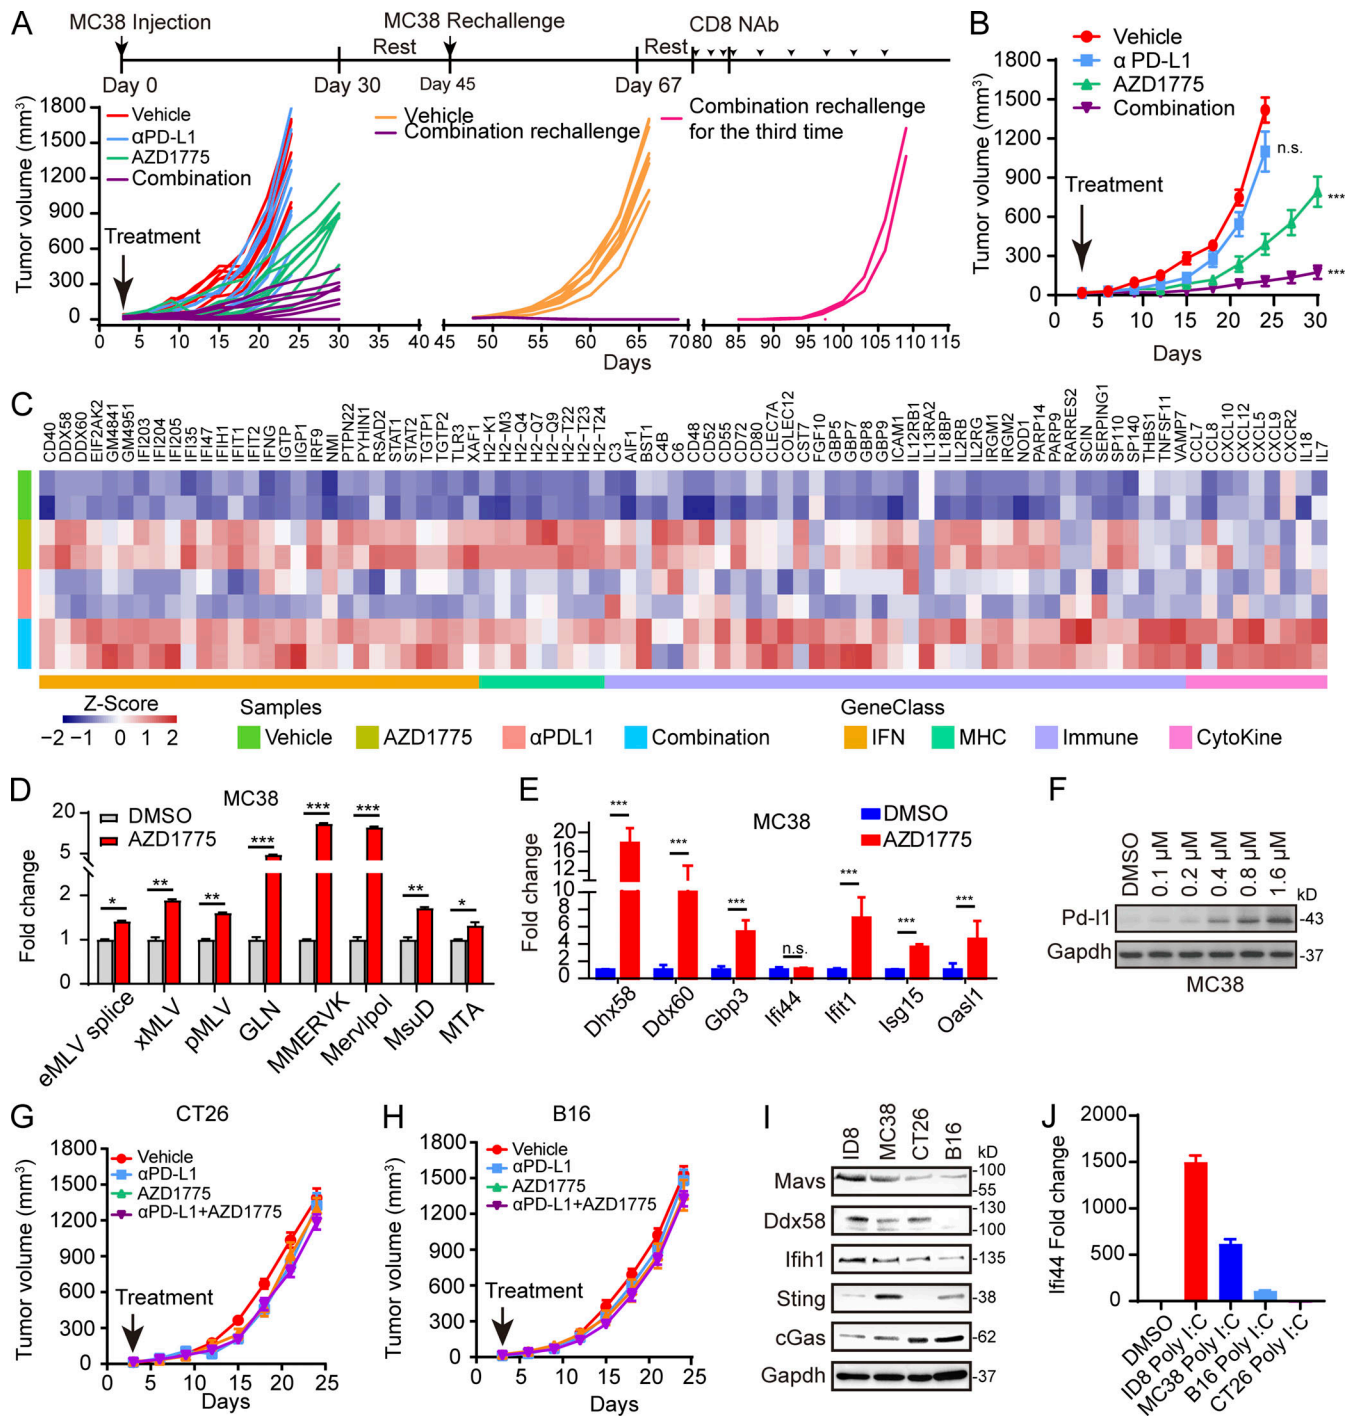 A
MC38 Injection
MC38 Rechallenge
CD8 NAb
Rest
Rest
Day 0
Day 30
Day 45
Day 67
Tumor volume (mm³)
1800
1500
1200
900
600
300
0
Vehicle
αPD-L1
AZD1775
Combination
Treatment
Vehicle
Combination rechallenge
Combination rechallenge
for the third time
0 5 10 15 20 25 30 35 40
45 50 55 60 65 70
80 85 90 95 100 105 115
Days
B
Vehicle
α PD-L1
AZD1775
Combination
Tumor volume (mm³)
1800
1500
1200
900
600
300
0
Treatment
n.s.
***
***
0 5 10 15 20 25 30
Days
C
CD40 DDX58 DDX60 EIF2AK2 GM4841 GM4951 IFI203 IFI204 IFI205 IFI35 IFI47 IFIH1 IFIT1 IFIT2 IFNG IGTP IIGP1 IRF9 NMI PTPN22 PYHIN1 RSAD2 STAT1 STAT2 TGTP1 TGTP2 TLR3 XAF1 H2-K1 H2-M3 H2-Q4 H2-Q7 H2-Q9 H2-T22 H2-T23 H2-T24 C3 AIF1 BST1 C4B C6 CD48 CD52 CD55 CD72 CD80 CLEC7A COLEC12 CST7 FGF10 GBP5 GBP7 GBP8 GBP9 ICAM1 IL12RB1 IL13RA2 IL18BP IL2RB IL2RG IRGM1 IRGM2 NOD1 PARP14 PARP9 RARRES2 SCIN SERPING1 SP110 SP140 THBS1 TNFSF11 VAMP7 CCL7 CCL8 CXCL10 CXCL12 CXCL5 CXCL9 CXCR2 IL18 IL7
Z-Score
−2 −1 0 1 2
Samples
Vehicle
AZD1775
αPDL1
Combination
GeneClass
IFN
MHC
Immune
CytoKine
D
MC38
DMSO
AZD1775
Fold change
20
5
2
1
0
* ** ** *** *** *** ** *
eMLV splice
xMLV
pMLV
GLN
MMERVK
Mervlpol
MsuD
MTA
E
MC38
DMSO
AZD1775
Fold change
20
16
12
10
8
6
4
2
0
*** *** *** n.s. *** *** ***
Dhx58
Ddx60
Gbp3
Ifi44
Ifit1
Isg15
Oasl1
F
DMSO
0.1 µM
0.2 µM
0.4 µM
0.8 µM
1.6 µM
kD
Pd-l1
-43
Gapdh
-37
MC38
G
CT26
Vehicle
αPD-L1
AZD1775
αPD-L1+AZD1775
Tumor volume (mm³)
1800
1500
1200
900
600
300
0
Treatment
0 5 10 15 20 25
Days
H
B16
Vehicle
αPD-L1
AZD1775
αPD-L1+AZD1775
Tumor volume (mm³)
1800
1500
1200
900
600
300
0
Treatment
0 5 10 15 20 25
Days
I
ID8
MC38
CT26
B16
kD
Mavs
-100
-55
Ddx58
-130
-100
Ifih1
-135
Sting
-38
cGas
-62
Gapdh
-37
J
Ifi44 Fold change
2000
1500
1000
500
0
DMSO
ID8 Poly I:C
MC38 Poly I:C
B16 Poly I:C
CT26 Poly I:C